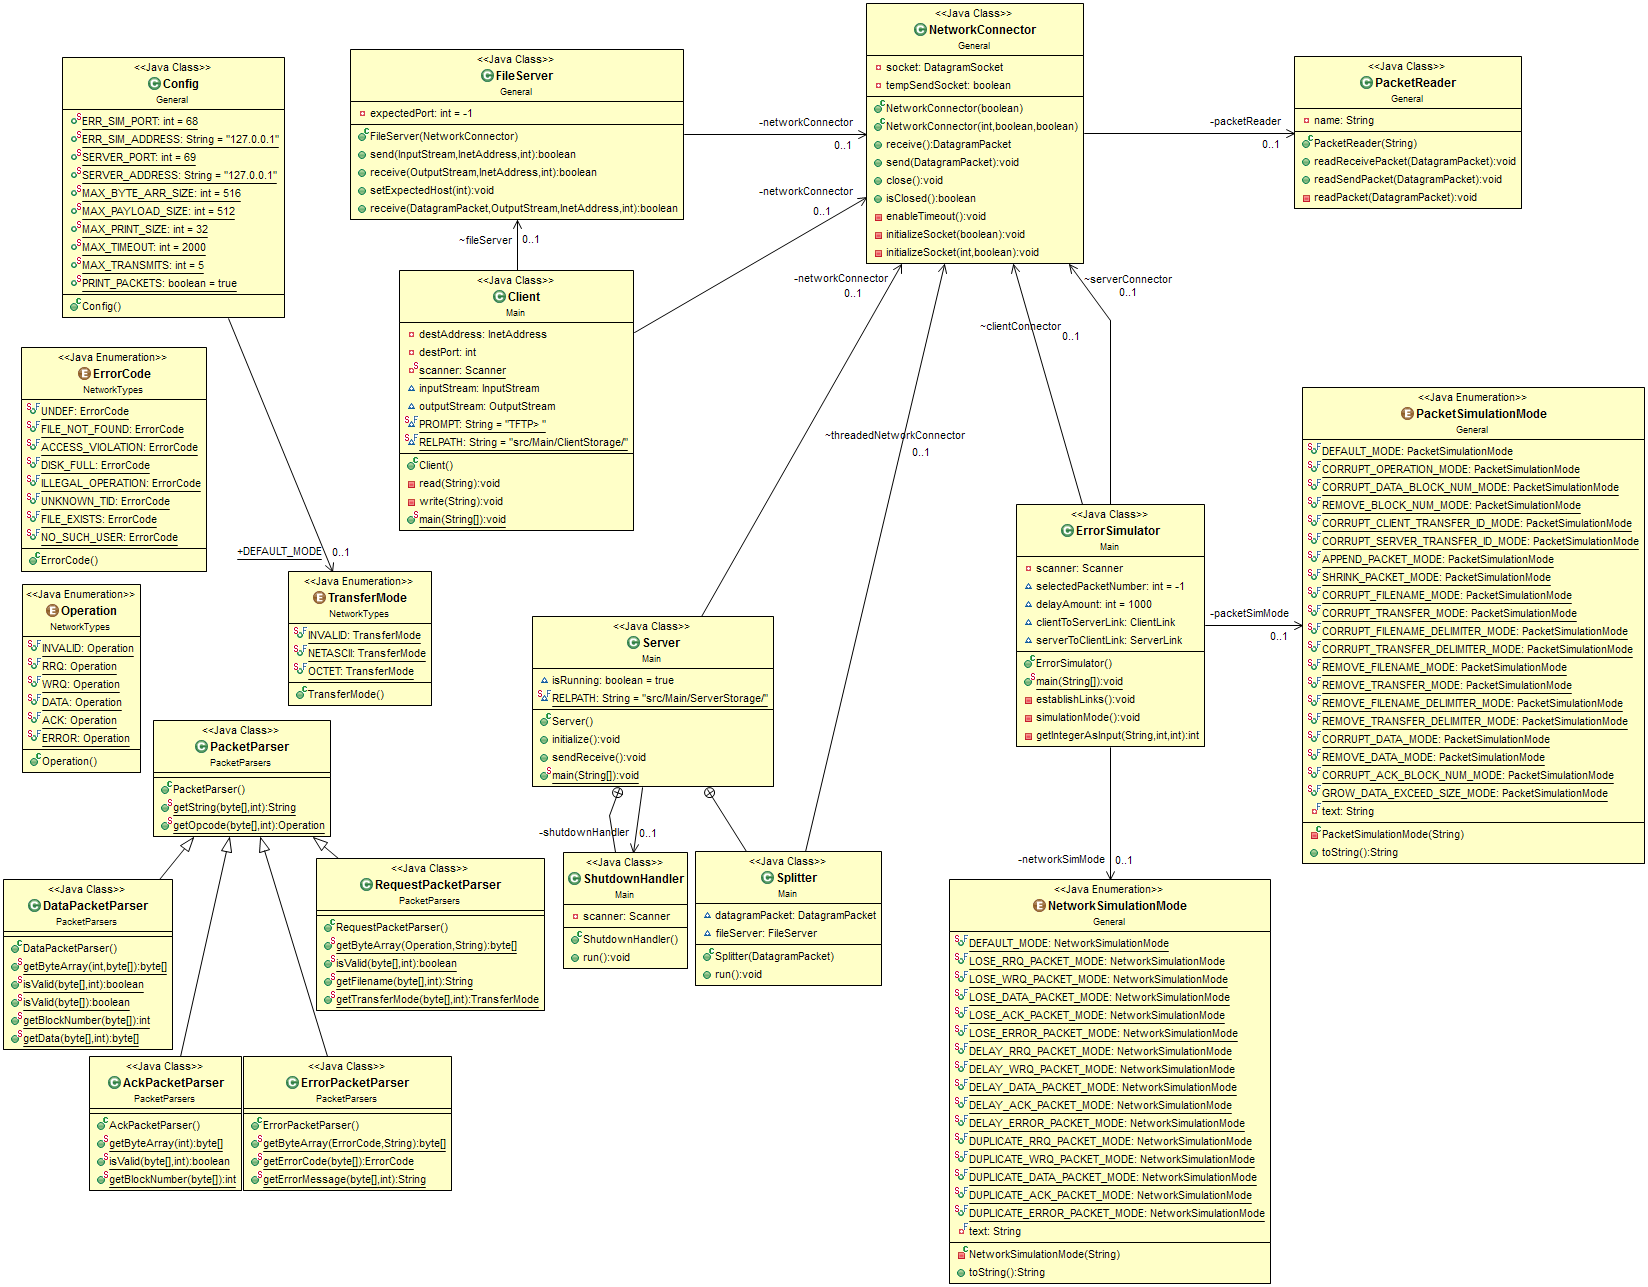 <<Java Class>>
Config
General
ERR_SIM_PORT: int = 68
ERR_SIM_ADDRESS: String = "127.0.0.1"
SERVER_PORT: int = 69
SERVER_ADDRESS: String = "127.0.0.1"
MAX_BYTE_ARR_SIZE: int = 516
MAX_PAYLOAD_SIZE: int = 512
MAX_PRINT_SIZE: int = 32
MAX_TIMEOUT: int = 2000
MAX_TRANSMITS: int = 5
PRINT_PACKETS: boolean = true
Config()
<<Java Class>>
FileServer
General
expectedPort: int = -1
FileServer(NetworkConnector)
send(InputStream,InetAddress,int):boolean
receive(OutputStream,InetAddress,int):boolean
setExpectedHost(int):void
receive(DatagramPacket,OutputStream,InetAddress,int):boolean
-networkConnector
0..1
<<Java Class>>
NetworkConnector
General
socket: DatagramSocket
tempSendSocket: boolean
NetworkConnector(boolean)
NetworkConnector(int,boolean,boolean)
receive():DatagramPacket
send(DatagramPacket):void
close():void
isClosed():boolean
enableTimeout():void
initializeSocket(boolean):void
initializeSocket(int,boolean):void
-packetReader
0..1
<<Java Class>>
PacketReader
General
name: String
PacketReader(String)
readReceivePacket(DatagramPacket):void
readSendPacket(DatagramPacket):void
readPacket(DatagramPacket):void
-networkConnector
0..1
~fileServer
0..1
<<Java Class>>
Client
Main
destAddress: InetAddress
destPort: int
scanner: Scanner
inputStream: InputStream
outputStream: OutputStream
PROMPT: String = "TFTP> "
RELPATH: String = "src/Main/ClientStorage/"
Client()
read(String):void
write(String):void
main(String[]):void
-networkConnector
0..1
~serverConnector
0..1
~clientConnector
0..1
~threadedNetworkConnector
0..1
<<Java Enumeration>>
ErrorCode
NetworkTypes
UNDEF: ErrorCode
FILE_NOT_FOUND: ErrorCode
ACCESS_VIOLATION: ErrorCode
DISK_FULL: ErrorCode
ILLEGAL_OPERATION: ErrorCode
UNKNOWN_TID: ErrorCode
FILE_EXISTS: ErrorCode
NO_SUCH_USER: ErrorCode
ErrorCode()
+DEFAULT_MODE
0..1
<<Java Enumeration>>
TransferMode
NetworkTypes
INVALID: TransferMode
NETASCII: TransferMode
OCTET: TransferMode
TransferMode()
<<Java Enumeration>>
Operation
NetworkTypes
INVALID: Operation
RRQ: Operation
WRQ: Operation
DATA: Operation
ACK: Operation
ERROR: Operation
Operation()
<<Java Class>>
ErrorSimulator
Main
scanner: Scanner
selectedPacketNumber: int = -1
delayAmount: int = 1000
clientToServerLink: ClientLink
serverToClientLink: ServerLink
ErrorSimulator()
main(String[]):void
establishLinks():void
simulationMode():void
getIntegerAsInput(String,int,int):int
-packetSimMode
0..1
<<Java Enumeration>>
PacketSimulationMode
General
DEFAULT_MODE: PacketSimulationMode
CORRUPT_OPERATION_MODE: PacketSimulationMode
CORRUPT_DATA_BLOCK_NUM_MODE: PacketSimulationMode
REMOVE_BLOCK_NUM_MODE: PacketSimulationMode
CORRUPT_CLIENT_TRANSFER_ID_MODE: PacketSimulationMode
CORRUPT_SERVER_TRANSFER_ID_MODE: PacketSimulationMode
APPEND_PACKET_MODE: PacketSimulationMode
SHRINK_PACKET_MODE: PacketSimulationMode
CORRUPT_FILENAME_MODE: PacketSimulationMode
CORRUPT_TRANSFER_MODE: PacketSimulationMode
CORRUPT_FILENAME_DELIMITER_MODE: PacketSimulationMode
CORRUPT_TRANSFER_DELIMITER_MODE: PacketSimulationMode
REMOVE_FILENAME_MODE: PacketSimulationMode
REMOVE_TRANSFER_MODE: PacketSimulationMode
REMOVE_FILENAME_DELIMITER_MODE: PacketSimulationMode
REMOVE_TRANSFER_DELIMITER_MODE: PacketSimulationMode
CORRUPT_DATA_MODE: PacketSimulationMode
REMOVE_DATA_MODE: PacketSimulationMode
CORRUPT_ACK_BLOCK_NUM_MODE: PacketSimulationMode
GROW_DATA_EXCEED_SIZE_MODE: PacketSimulationMode
text: String
PacketSimulationMode(String)
toString():String
<<Java Class>>
Server
Main
isRunning: boolean = true
RELPATH: String = "src/Main/ServerStorage/"
Server()
initialize():void
sendReceive():void
main(String[]):void
-shutdownHandler
0..1
<<Java Class>>
ShutdownHandler
Main
scanner: Scanner
ShutdownHandler()
run():void
<<Java Class>>
Splitter
Main
datagramPacket: DatagramPacket
fileServer: FileServer
Splitter(DatagramPacket)
run():void
<<Java Class>>
PacketParser
PacketParsers
PacketParser()
getString(byte[],int):String
getOpcode(byte[],int):Operation
<<Java Class>>
DataPacketParser
PacketParsers
DataPacketParser()
getByteArray(int,byte[]):byte[]
isValid(byte[],int):boolean
isValid(byte[]):boolean
getBlockNumber(byte[]):int
getData(byte[],int):byte[]
<<Java Class>>
RequestPacketParser
PacketParsers
RequestPacketParser()
getByteArray(Operation,String):byte[]
isValid(byte[],int):boolean
getFilename(byte[],int):String
getTransferMode(byte[],int):TransferMode
<<Java Class>>
AckPacketParser
PacketParsers
AckPacketParser()
getByteArray(int):byte[]
isValid(byte[],int):boolean
getBlockNumber(byte[]):int
<<Java Class>>
ErrorPacketParser
PacketParsers
ErrorPacketParser()
getByteArray(ErrorCode,String):byte[]
getErrorCode(byte[]):ErrorCode
getErrorMessage(byte[],int):String
-networkSimMode
0..1
<<Java Enumeration>>
NetworkSimulationMode
General
DEFAULT_MODE: NetworkSimulationMode
LOSE_RRQ_PACKET_MODE: NetworkSimulationMode
LOSE_WRQ_PACKET_MODE: NetworkSimulationMode
LOSE_DATA_PACKET_MODE: NetworkSimulationMode
LOSE_ACK_PACKET_MODE: NetworkSimulationMode
LOSE_ERROR_PACKET_MODE: NetworkSimulationMode
DELAY_RRQ_PACKET_MODE: NetworkSimulationMode
DELAY_WRQ_PACKET_MODE: NetworkSimulationMode
DELAY_DATA_PACKET_MODE: NetworkSimulationMode
DELAY_ACK_PACKET_MODE: NetworkSimulationMode
DELAY_ERROR_PACKET_MODE: NetworkSimulationMode
DUPLICATE_RRQ_PACKET_MODE: NetworkSimulationMode
DUPLICATE_WRQ_PACKET_MODE: NetworkSimulationMode
DUPLICATE_DATA_PACKET_MODE: NetworkSimulationMode
DUPLICATE_ACK_PACKET_MODE: NetworkSimulationMode
DUPLICATE_ERROR_PACKET_MODE: NetworkSimulationMode
text: String
NetworkSimulationMode(String)
toString():String